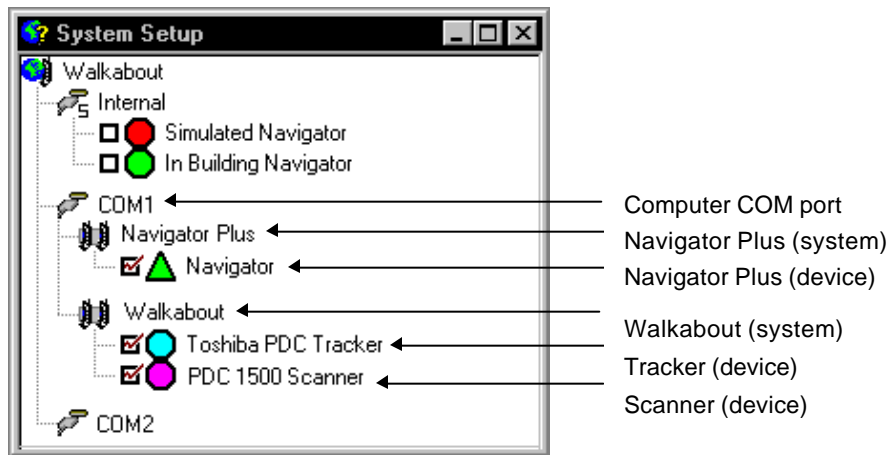 System Setup
Walkabout
Internal
Simulated Navigator
In Building Navigator
COM1
Navigator Plus
Navigator
Walkabout
Toshiba PDC Tracker
PDC 1500 Scanner
COM2
Computer COM port
Navigator Plus (system)
Navigator Plus (device)
Walkabout (system)
Tracker (device)
Scanner (device)